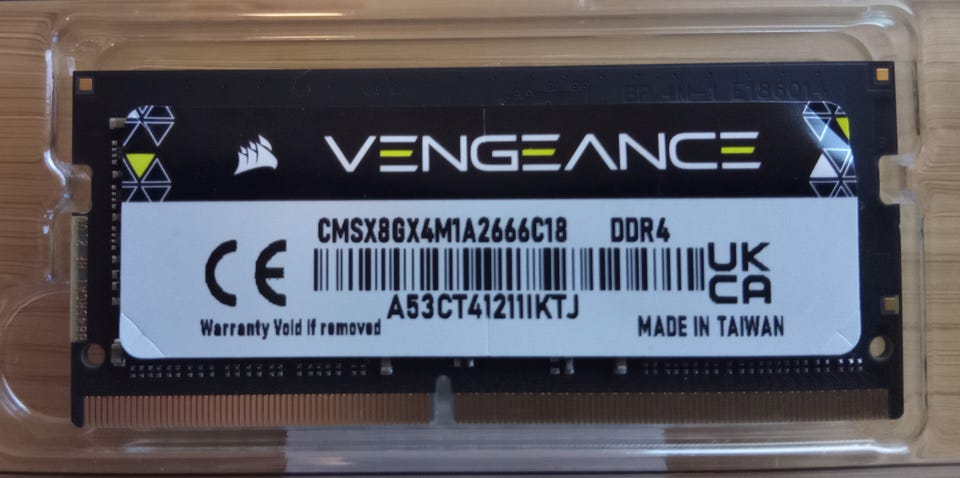 VENGEANCE
CMSX8GX4M1A2666C18 DDR4
CE
UK
CA
A53CT41211IKTJ
Warranty Void if removed
MADE IN TAIWAN